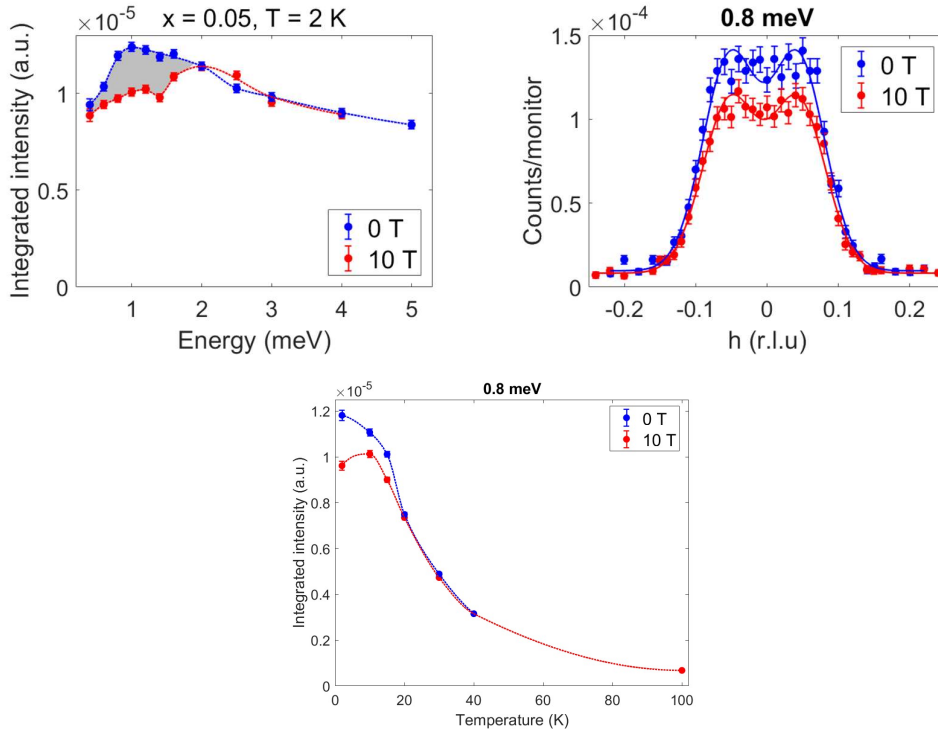 ×10⁻⁵ x = 0.05, T = 2 K
Integrated intensity (a.u.)
1.5
1
0.5
0
0 T
10 T
1 2 3 4 5
Energy (meV)
×10⁻⁴ 0.8 meV
Counts/monitor
1.5
1
0.5
0
0 T
10 T
-0.2 -0.1 0 0.1 0.2
h (r.l.u)
×10⁻⁵ 0.8 meV
Integrated intensity (a.u.)
1.2
1
0.8
0.6
0.4
0.2
0
0 T
10 T
0 20 40 60 80 100
Temperature (K)